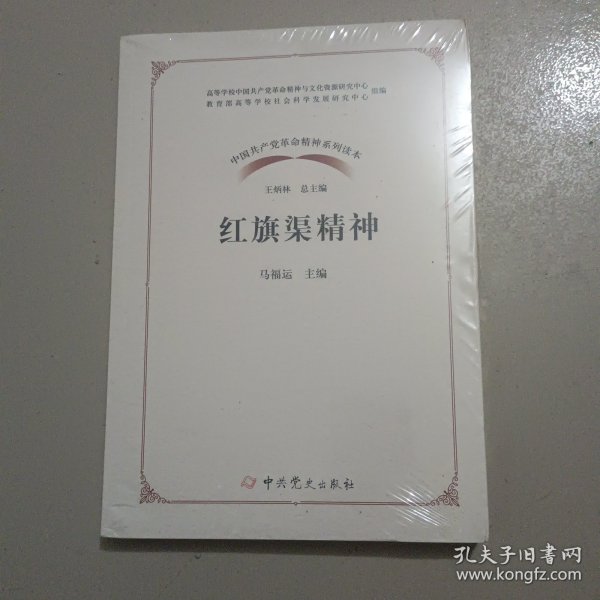 高等学校中国共产党革命精神与文化资源研究中心
教育部高等学校社会科学发展研究中心
组编
中国共产党革命精神系列读本
王炳林 总主编
红旗渠精神
马福运 主编
中共党史出版社
孔夫子旧书网
www.kongfz.com